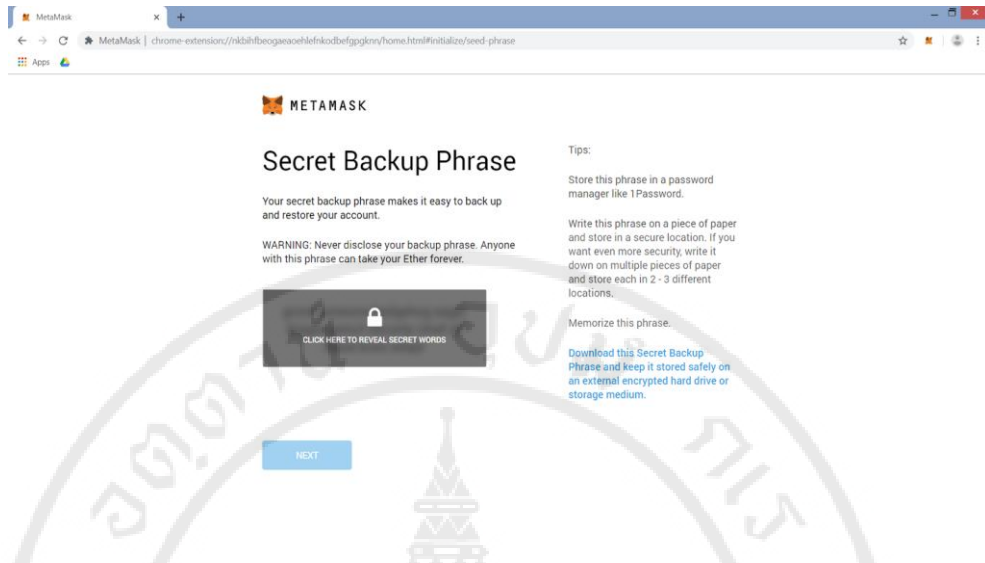 MetaMask
MetaMask | chrome-extension://nkbihfbeogaeaoehlefnkodbefgpgknn/home.html#initialize/seed-phrase
Apps
METAMASK
Secret Backup Phrase
Your secret backup phrase makes it easy to back up
and restore your account.
WARNING: Never disclose your backup phrase. Anyone
with this phrase can take your Ether forever.
CLICK HERE TO REVEAL SECRET WORDS
NEXT
Tips:
Store this phrase in a password
manager like 1Password.
Write this phrase on a piece of paper
and store in a secure location. If you
want even more security, write it
down on multiple pieces of paper
and store each in 2 - 3 different
locations.
Memorize this phrase.
Download this Secret Backup
Phrase and keep it stored safely on
an external encrypted hard drive or
storage medium.